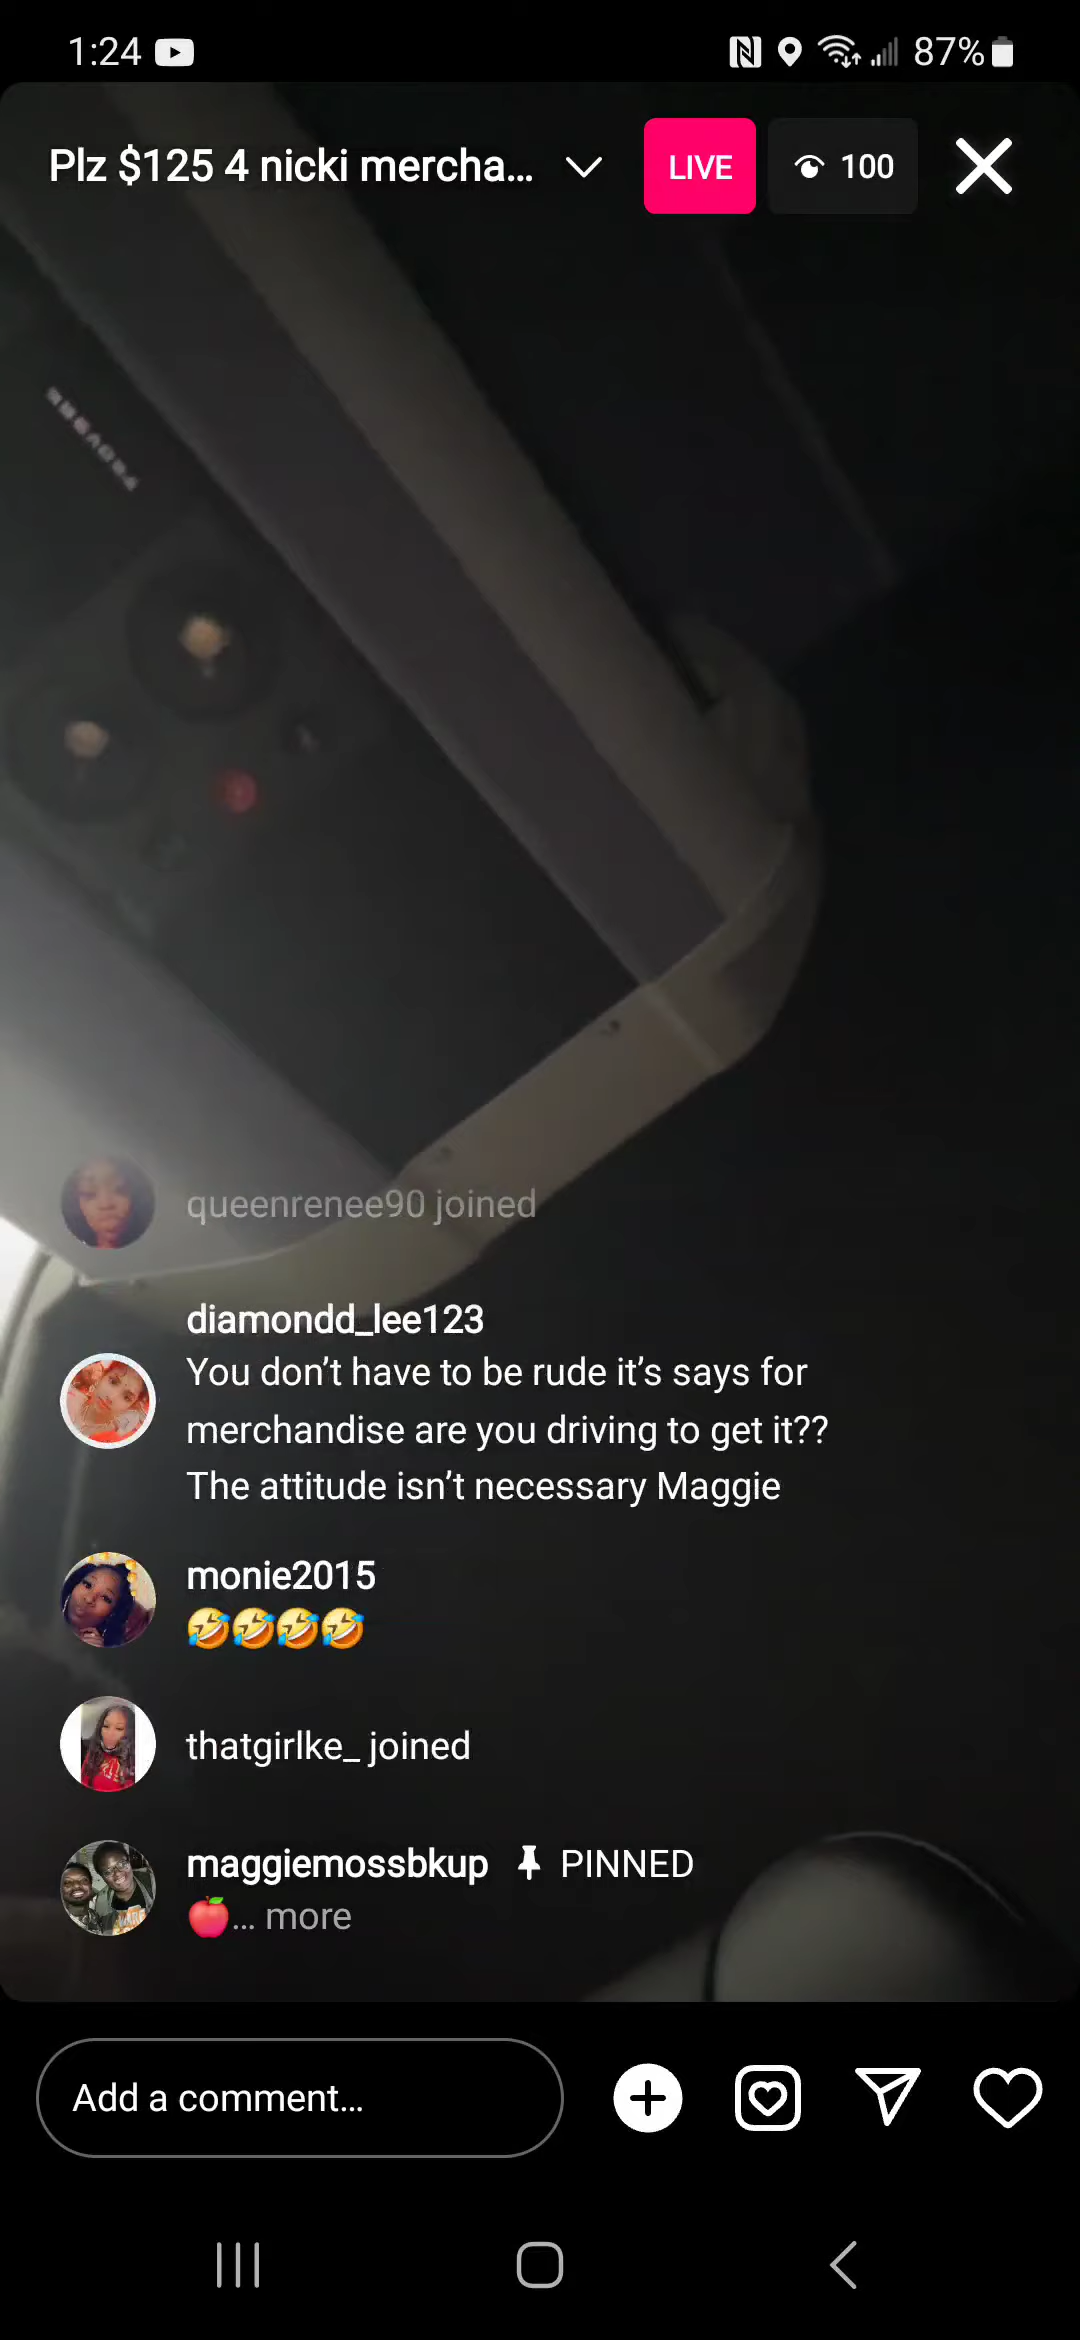 1:24 87%
Plz $125 4 nicki mercha... LIVE 100
queenrenee90 joined
diamondd_lee123
You don’t have to be rude it’s says for
merchandise are you driving to get it??
The attitude isn’t necessary Maggie
monie2015
🤣🤣🤣🤣
thatgirlke_ joined
maggiemossbkup PINNED
🍎... more
Add a comment...